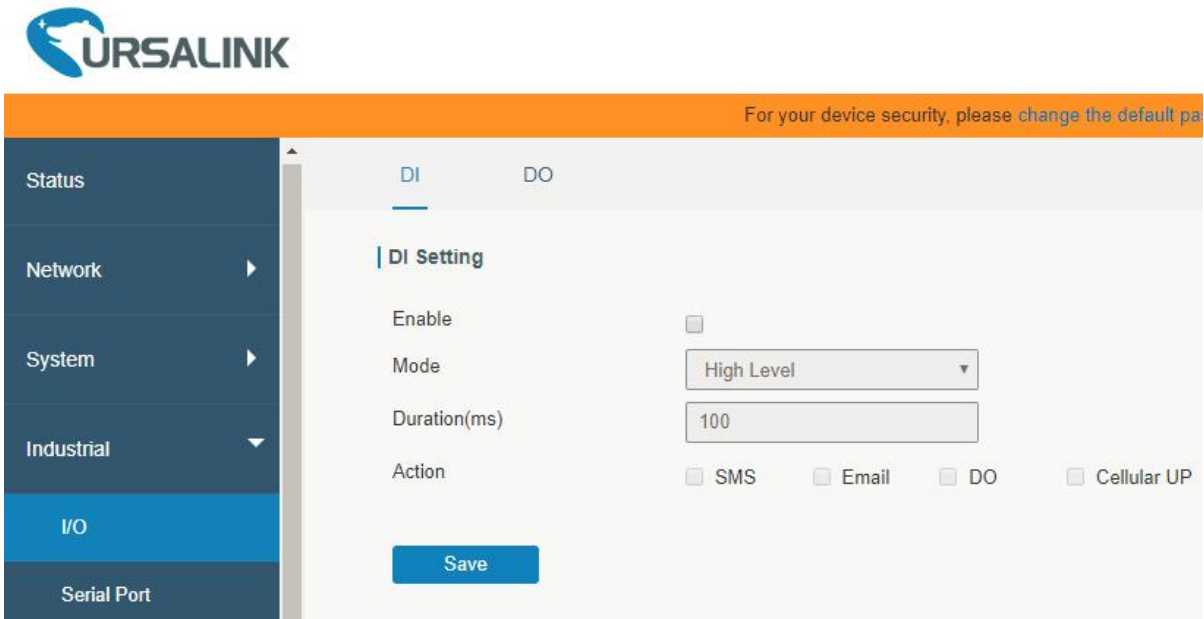 URSALINK
For your device security, please change the default
Status
Network
System
Industrial
I/O
Serial Port
DI DO
DI Setting
Enable
Mode High Level
Duration(ms) 100
Action SMS Email DO Cellular UP
Save